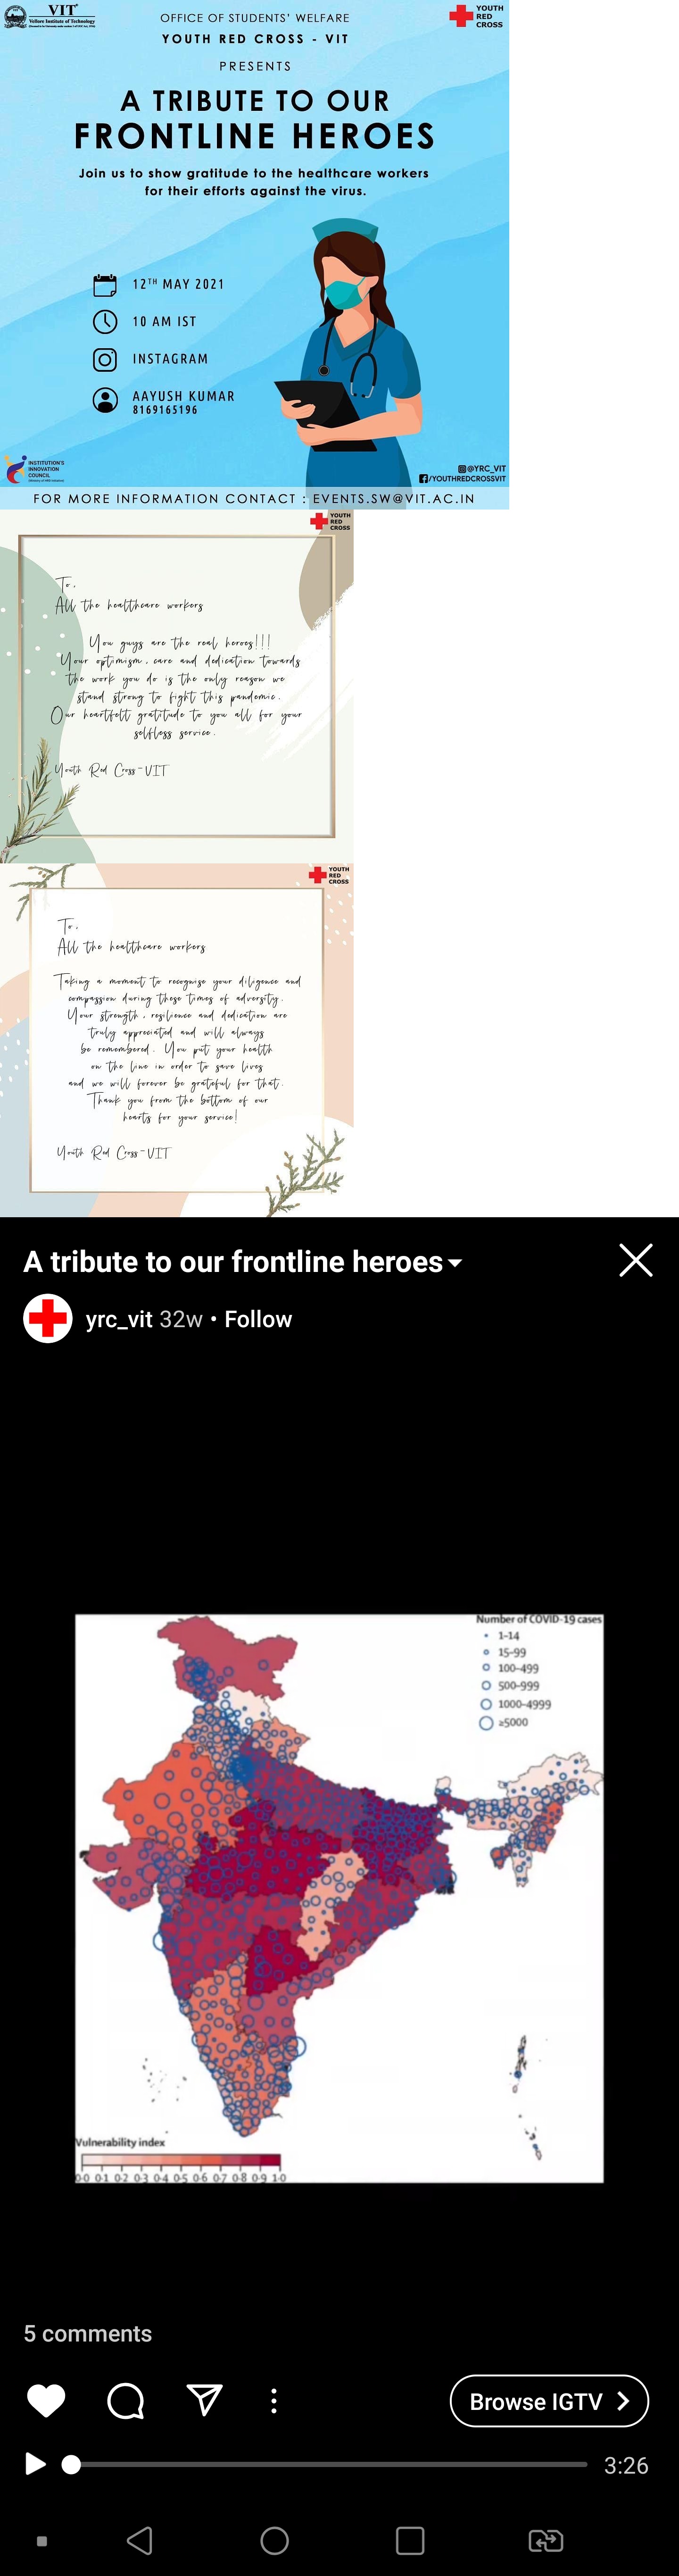 VIT
Vellore Institute of Technology
OFFICE OF STUDENTS' WELFARE
YOUTH RED CROSS - VIT
YOUTH
RED
CROSS
PRESENTS
A TRIBUTE TO OUR
FRONTLINE HEROES
Join us to show gratitude to the healthcare workers
for their efforts against the virus.
12TH MAY 2021
10 AM IST
INSTAGRAM
AAYUSH KUMAR
8169165196
INSTITUTION'S
INNOVATION
COUNCIL
@YRC_VIT
/YOUTHREDCROSSVIT
FOR MORE INFORMATION CONTACT : EVENTS.SW@VIT.AC.IN
YOUTH
RED
CROSS
To,
All the healthcare workers
You guys are the real heroes!!!
Your optimism, care and dedication towards
the work you do is the only reason we
stand strong to fight this pandemic.
Our heartfelt gratitude to you all for your
selfless service.
Youth Red Cross-VIT
YOUTH
RED
CROSS
To,
All the healthcare workers
Taking a moment to recognise your diligence and
compassion during these times of adversity.
Your strength, resilience and dedication are
truly appreciated and will always
be remembered. You put your health
on the line in order to save lives
and we will forever be grateful for that.
Thank you from the bottom of our
hearts for your service!
Youth Red Cross-VIT
A tribute to our frontline heroes
yrc_vit 32w • Follow
Number of COVID-19 cases
1-14
15-99
100-499
500-999
1000-4999
≥5000
Vulnerability index
0·0 0·1 0·2 0·3 0·4 0·5 0·6 0·7 0·8 0·9 1·0
5 comments
Browse IGTV
3:26